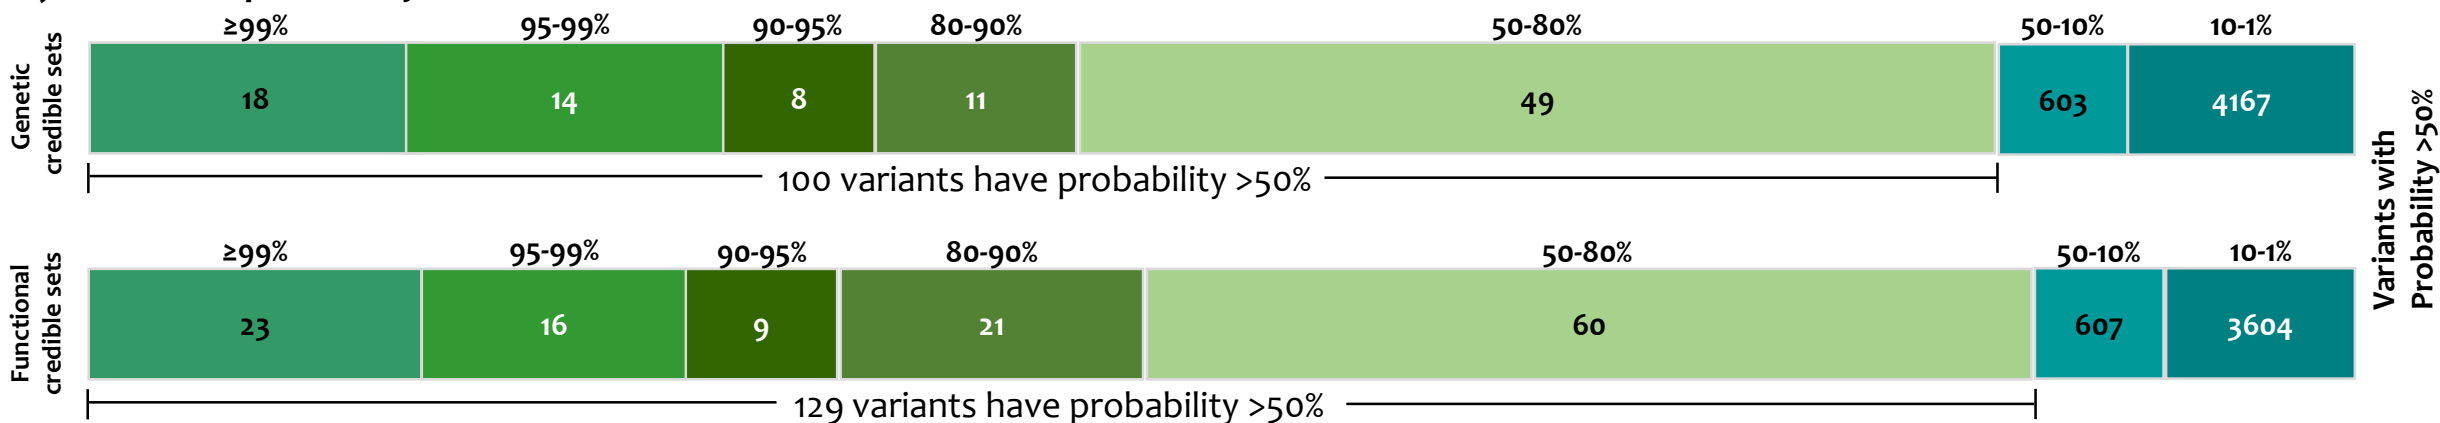 ≥99% 95-99% 90-95% 80-90% 50-80% 50-10% 10-1%
Genetic
credible sets
18 14 8 11 49 603 4167
100 variants have probability >50%
≥99% 95-99% 90-95% 80-90% 50-80% 50-10% 10-1%
Functional
credible sets
23 16 9 21 60 607 3604
129 variants have probability >50%
Variants with
Probability >50%